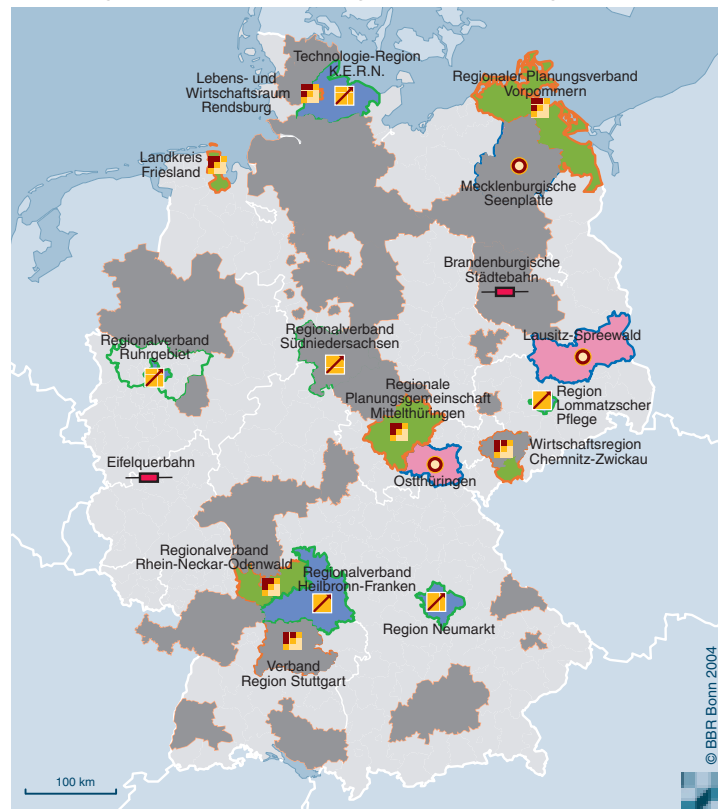 Technologie-Region
K.E.R.N.
Lebens- und
Wirtschaftsraum
Rendsburg
Regionaler Planungsverband
Vorpommern
Landkreis
Friesland
Mecklenburgische
Seenplatte
Brandenburgische
Städtebahn
Regionalverband
Ruhrgebiet
Regionalverband
Südniedersachsen
Lausitz-Spreewald
Regionale
Planungsgemeinschaft
Mittelthüringen
Region
Lommatzscher
Pflege
Wirtschaftsregion
Chemnitz-Zwickau
Eifelquerbahn
Ostthüringen
Regionalverband
Rhein-Neckar-Odenwald
Regionalverband
Heilbronn-Franken
Region Neumarkt
Verband
Region Stuttgart
100 km
© BBR Bonn 2004